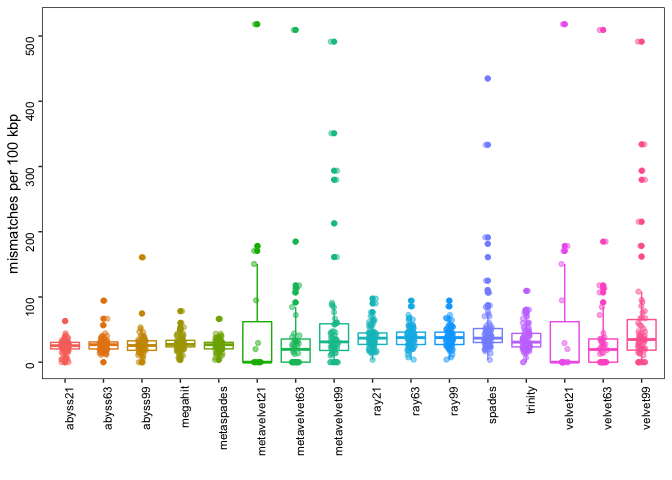 mismatches per 100 kbp
500
400
300
200
100
0
abyss21
abyss63
abyss99
megahit
metaspades
metavelvet21
metavelvet63
metavelvet99
ray21
ray63
ray99
spades
trinity
velvet21
velvet63
velvet99